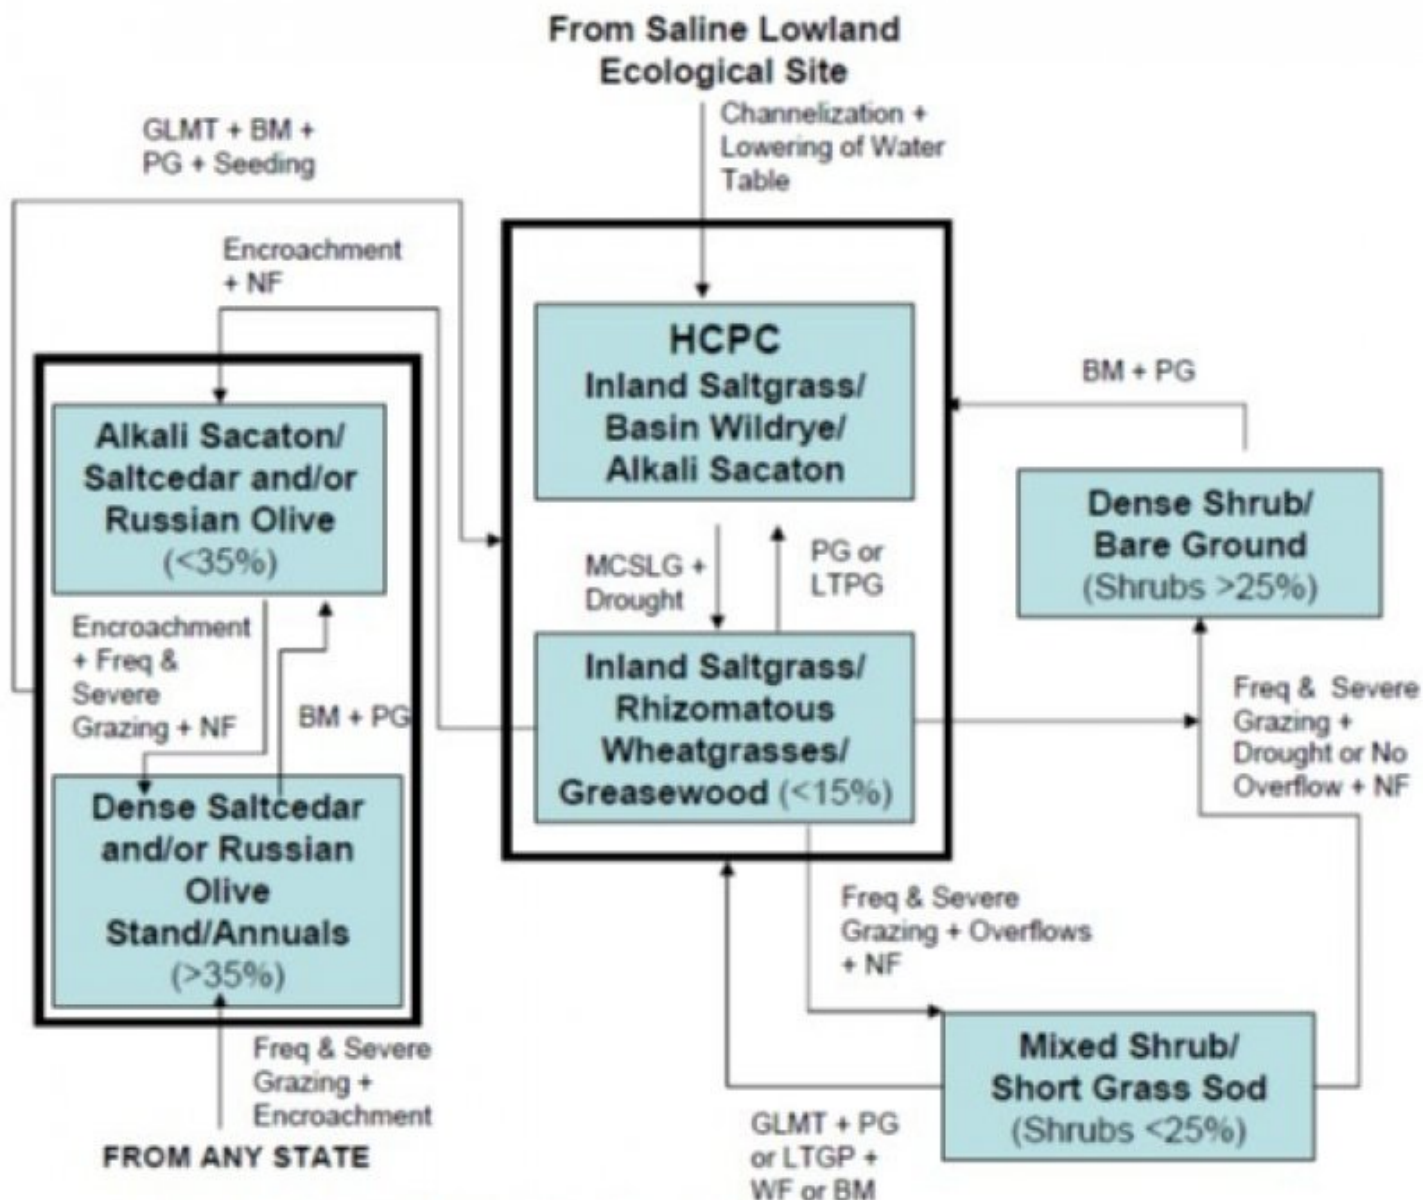 From Saline Lowland
Ecological Site
Channelization +
Lowering of Water
Table
GLMT + BM +
PG + Seeding
Encroachment
+ NF
HCPC
Inland Saltgrass/
Basin Wildrye/
Alkali Sacaton
BM + PG
Alkali Sacaton/
Saltcedar and/or
Russian Olive
(<35%)
Dense Shrub/
Bare Ground
(Shrubs >25%)
MCSLG +
Drought
PG or
LTPG
Encroachment
+ Freq &
Severe
Grazing + NF
BM + PG
Inland Saltgrass/
Rhizomatous
Wheatgrasses/
Greasewood (<15%)
Freq & Severe
Grazing +
Drought or No
Overflow + NF
Dense Saltcedar
and/or Russian
Olive
Stand/Annuals
(>35%)
Freq & Severe
Grazing + Overflows
+ NF
Freq & Severe
Grazing +
Encroachment
FROM ANY STATE
Mixed Shrub/
Short Grass Sod
(Shrubs <25%)
GLMT + PG
or LTGP +
WF or BM